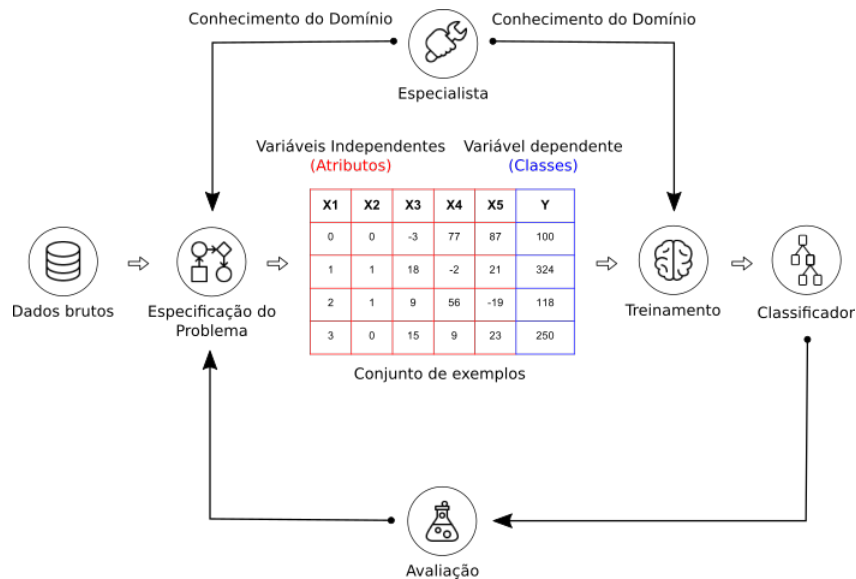 Conhecimento do Domínio
Conhecimento do Domínio
Especialista
Variáveis Independentes
(Atributos)
Variável dependente
(Classes)
X1 X2 X3 X4 X5 Y
0 0 -3 77 87 100
1 1 18 -2 21 324
2 1 9 56 -19 118
3 0 15 9 23 250
Dados brutos
Especificação do
Problema
Conjunto de exemplos
Treinamento
Classificador
Avaliação